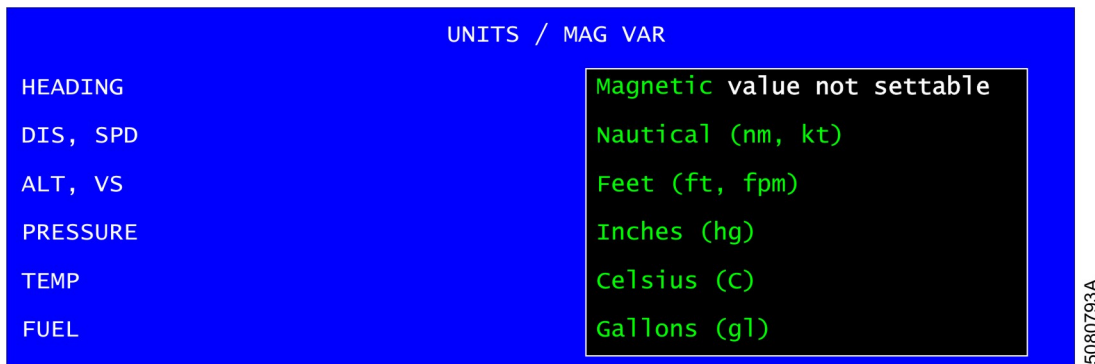 UNITS / MAG VAR
HEADING Magnetic value not settable
DIS, SPD Nautical (nm, kt)
ALT, VS Feet (ft, fpm)
PRESSURE Inches (hg)
TEMP Celsius (C)
FUEL Gallons (gl)
5080793A